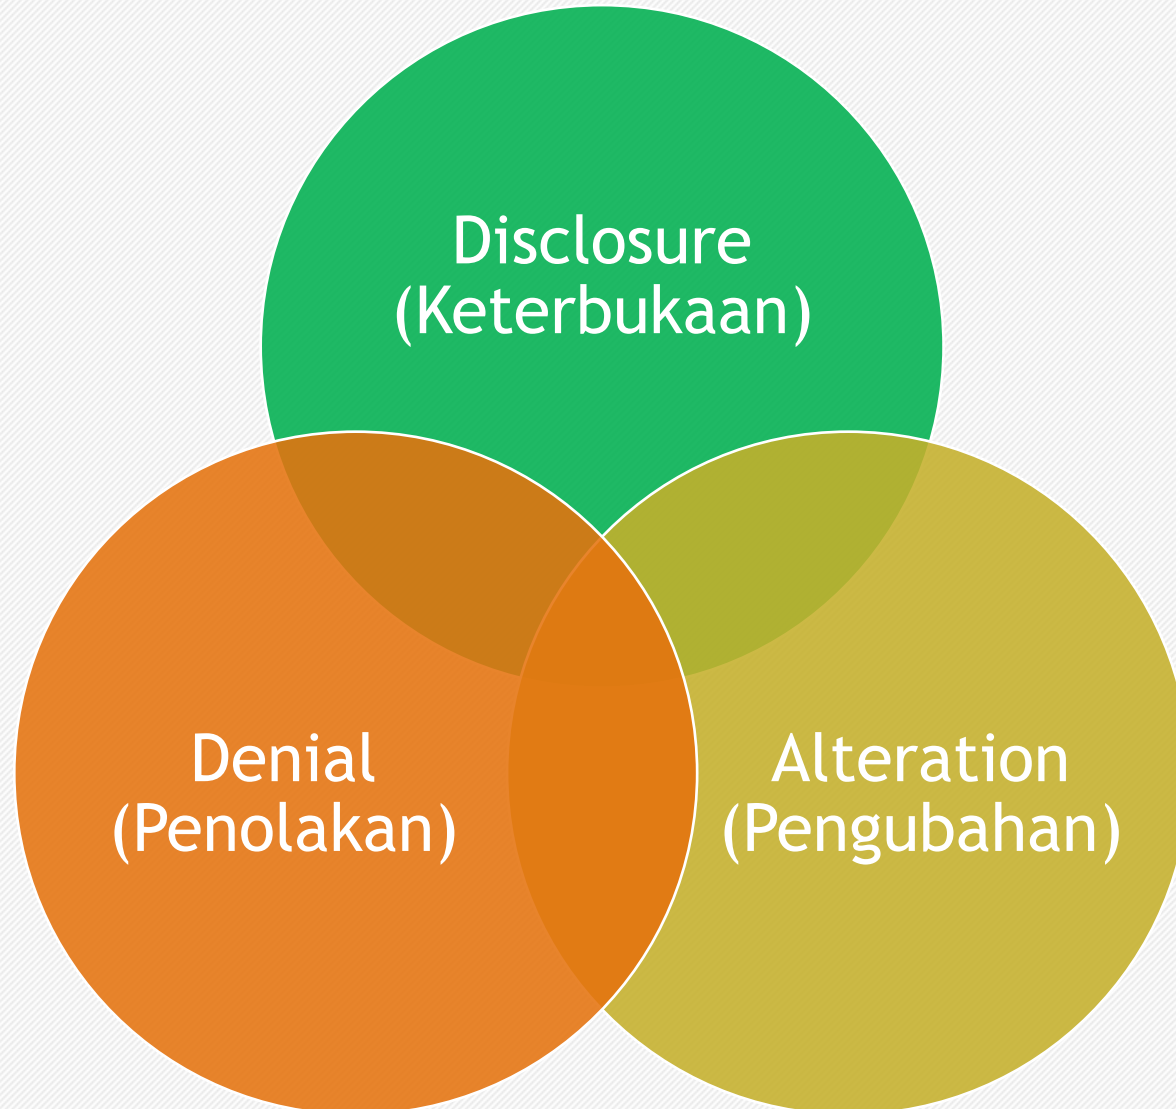 Disclosure
(Keterbukaan)
Denial
(Penolakan)
Alteration
(Pengubahan)